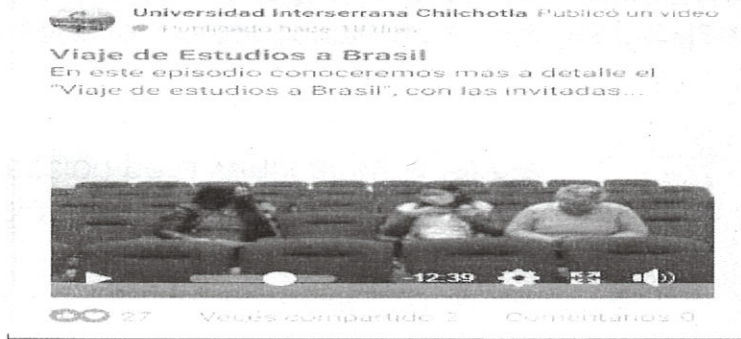 Universidad Interserrana Chilchotla Publicó un video
Publicado hace 10 días
Viaje de Estudios a Brasil
En este episodio conoceremos mas a detalle el
"Viaje de estudios a Brasil", con las invitadas...
-12:39
27 Veces compartido 2 Comentarios 0